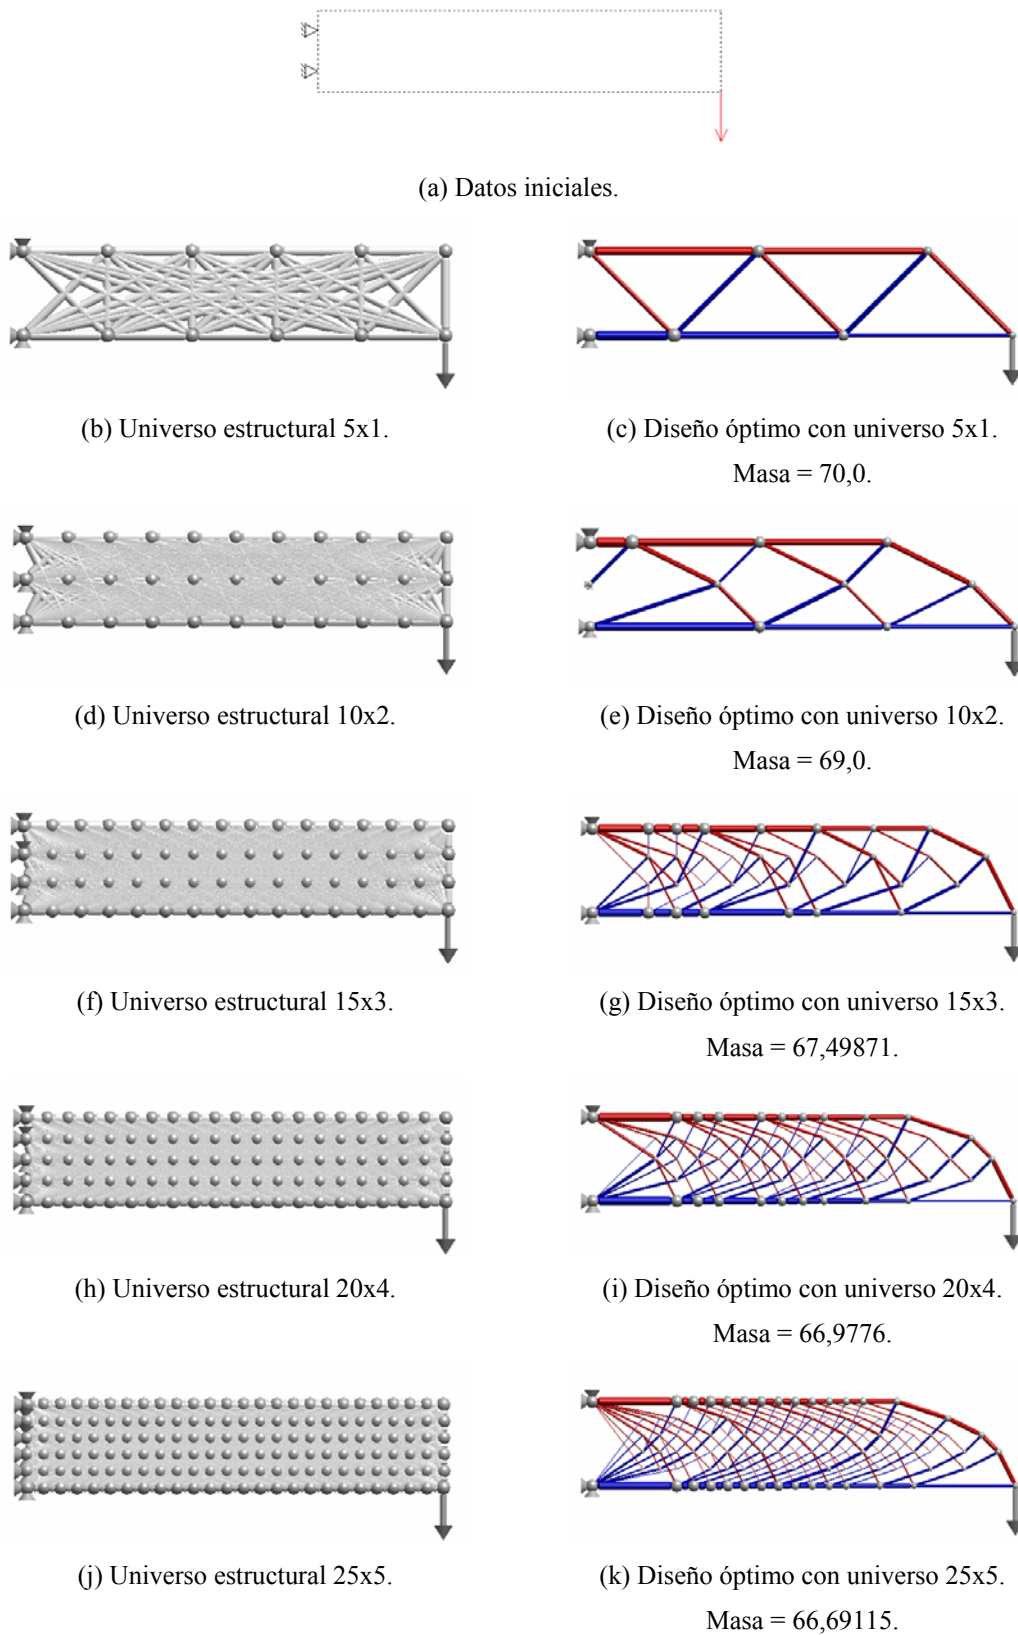 (a) Datos iniciales.
(b) Universo estructural 5x1.
(c) Diseño óptimo con universo 5x1.
Masa = 70,0.
(d) Universo estructural 10x2.
(e) Diseño óptimo con universo 10x2.
Masa = 69,0.
(f) Universo estructural 15x3.
(g) Diseño óptimo con universo 15x3.
Masa = 67,49871.
(h) Universo estructural 20x4.
(i) Diseño óptimo con universo 20x4.
Masa = 66,9776.
(j) Universo estructural 25x5.
(k) Diseño óptimo con universo 25x5.
Masa = 66,69115.